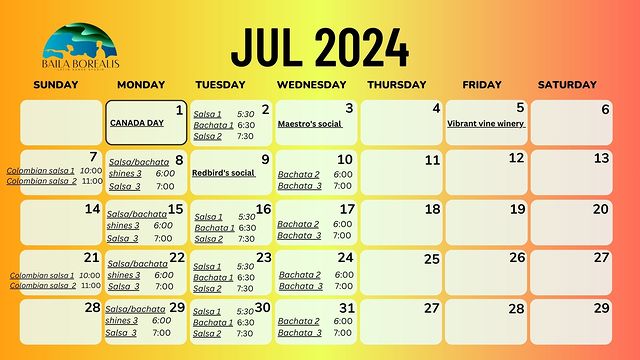 JUL 2024
BAILA BOREALIS
SUNDAY MONDAY TUESDAY WEDNESDAY THURSDAY FRIDAY SATURDAY
1
CANADA DAY
2
Salsa 1 5:30
Bachata 1 6:30
Salsa 2 7:30
3
Maestro's social
4
5
Vibrant vine winery
6
7
Colombian salsa 1 10:00
Colombian salsa 2 11:00
8
Salsa/bachata
shines 3 6:00
Salsa 3 7:00
9
Redbird's social
10
Bachata 2 6:00
Bachata 3 7:00
11
12
13
14
15
Salsa/bachata
shines 3 6:00
Salsa 3 7:00
16
Salsa 1 5:30
Bachata 1 6:30
Salsa 2 7:30
17
Bachata 2 6:00
Bachata 3 7:00
18
19
20
21
Colombian salsa 1 10:00
Colombian salsa 2 11:00
22
Salsa/bachata
shines 3 6:00
Salsa 3 7:00
23
Salsa 1 5:30
Bachata 1 6:30
Salsa 2 7:30
24
Bachata 2 6:00
Bachata 3 7:00
25
26
27
28
29
Salsa/bachata
shines 3 6:00
Salsa 3 7:00
30
Salsa 1 5:30
Bachata 1 6:30
Salsa 2 7:30
31
Bachata 2 6:00
Bachata 3 7:00
27
28
29